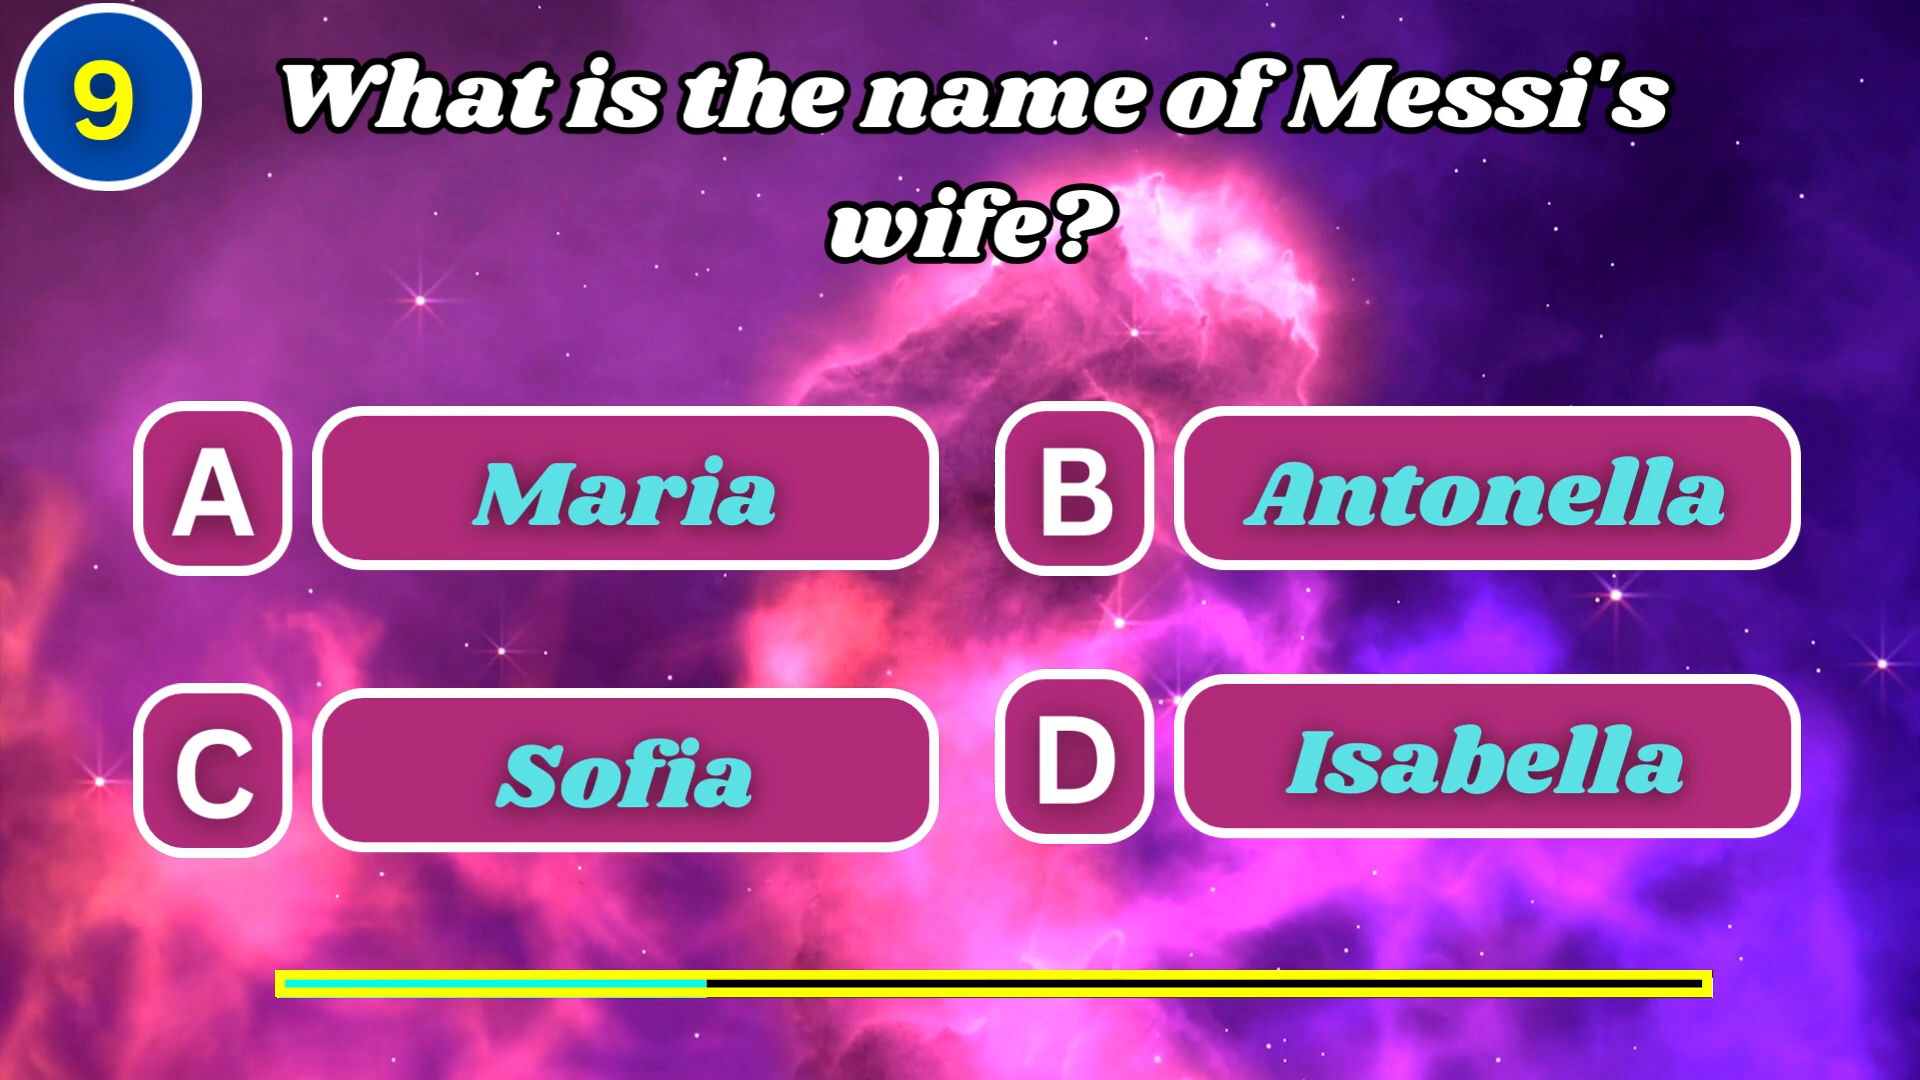 9
What is the name of Messi's
wife?
A Maria
B Antonella
C Sofia
D Isabella